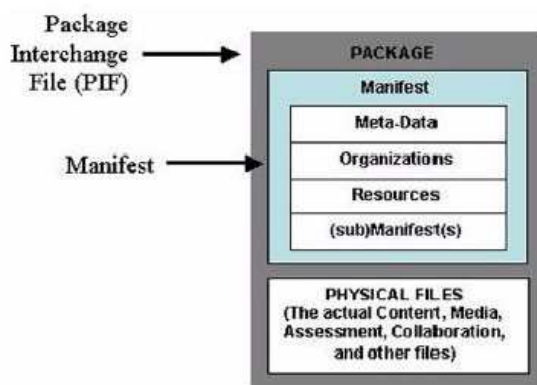 Package
Interchange
File (PIF)
Manifest
PACKAGE
Manifest
Meta-Data
Organizations
Resources
(sub)Manifest(s)
PHYSICAL FILES
(The actual Content, Media,
Assessment, Collaboration,
and other files)